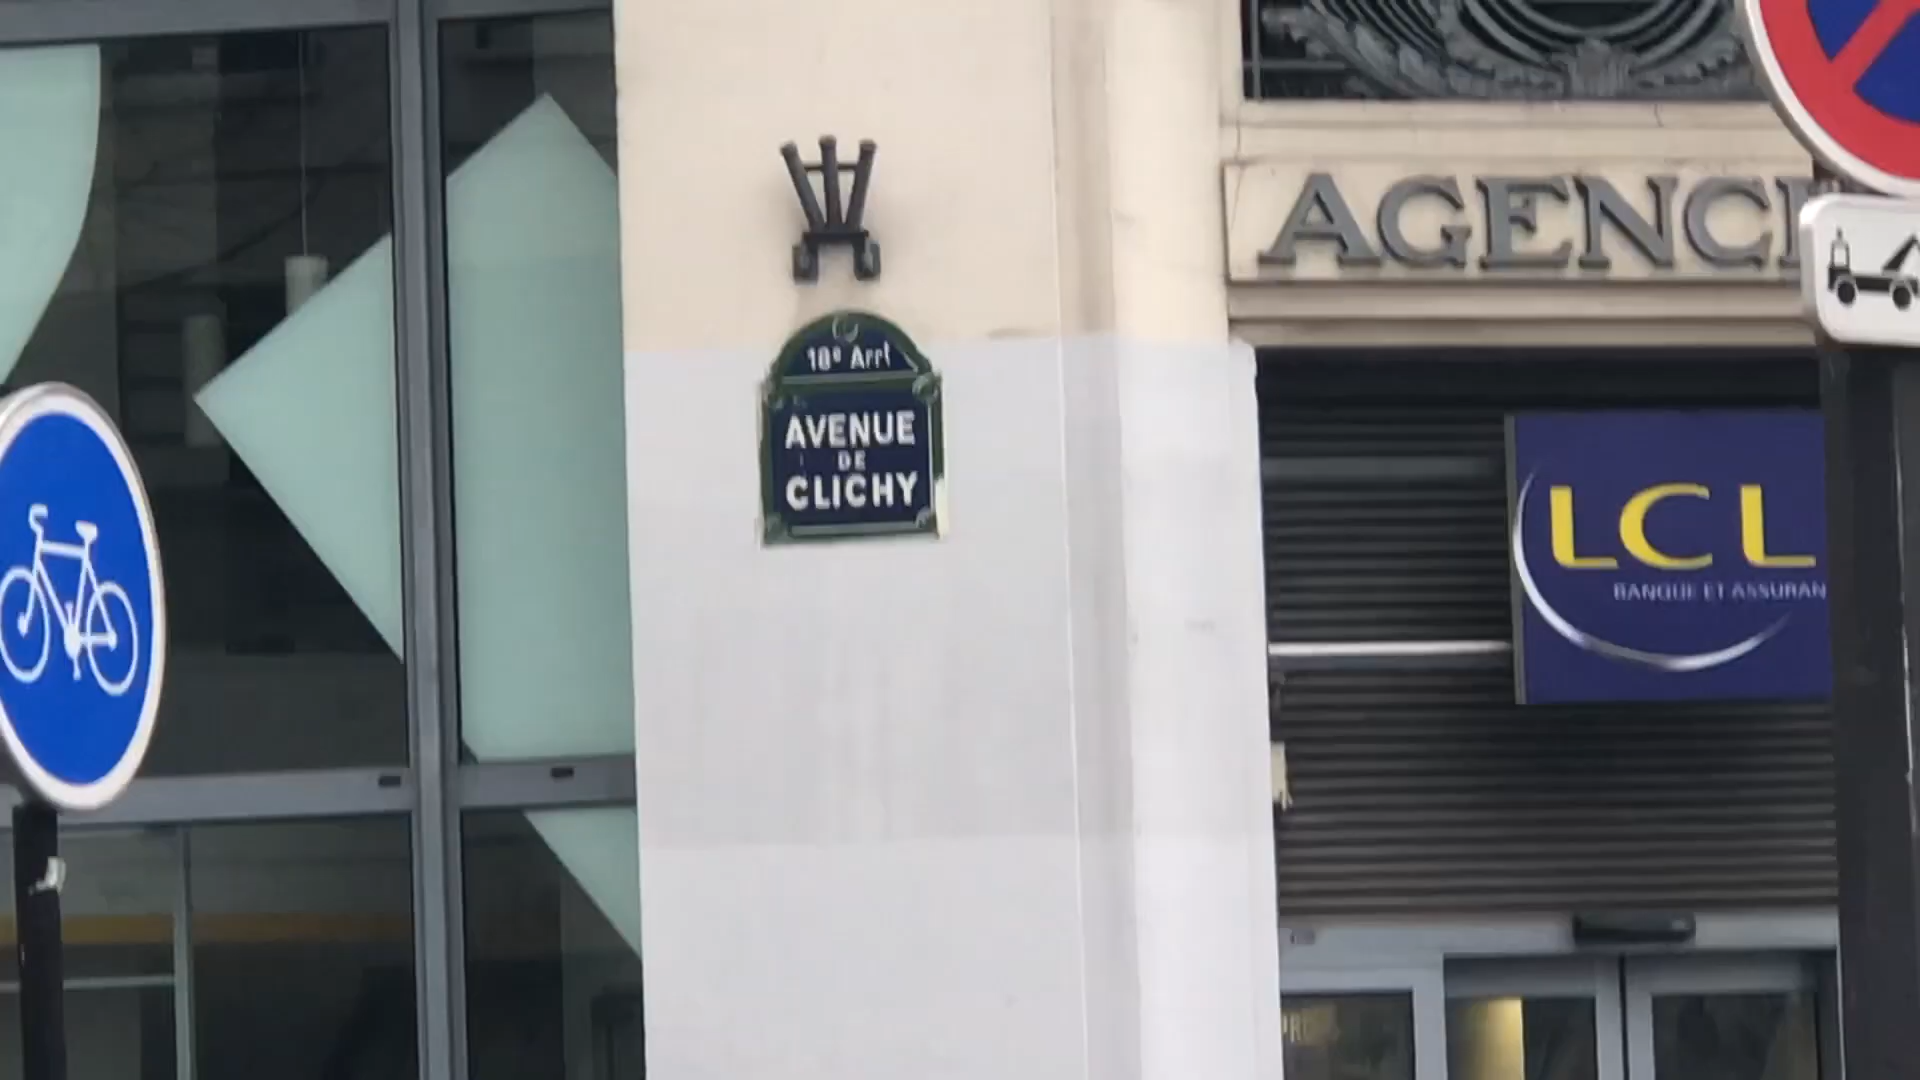 18e Arrt
AVENUE
DE
CLICHY
AGENC
LCL
BANQUE ET ASSURAN